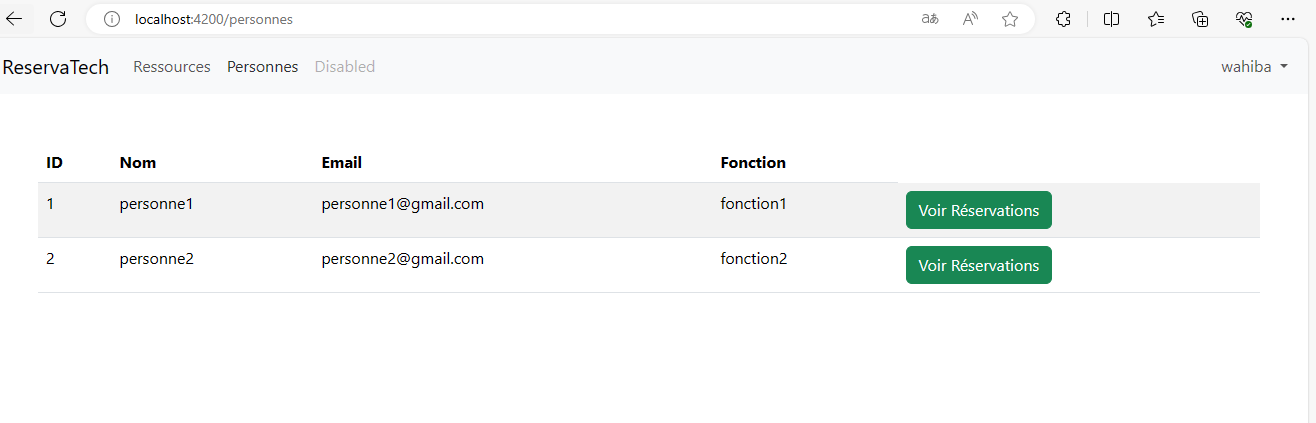 localhost:4200/personnes
ReservaTech Ressources Personnes Disabled wahiba
ID Nom Email Fonction
1 personne1 personne1@gmail.com fonction1 Voir Réservations
2 personne2 personne2@gmail.com fonction2 Voir Réservations